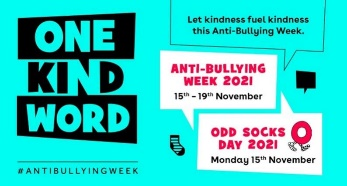 ONE
KIND
WORD
#ANTIBULLYINGWEEK
Let kindness fuel kindness
this Anti-Bullying Week.
ANTI-BULLYING
WEEK 2021
15th - 19th November
ODD SOCKS
DAY 2021
Monday 15th November